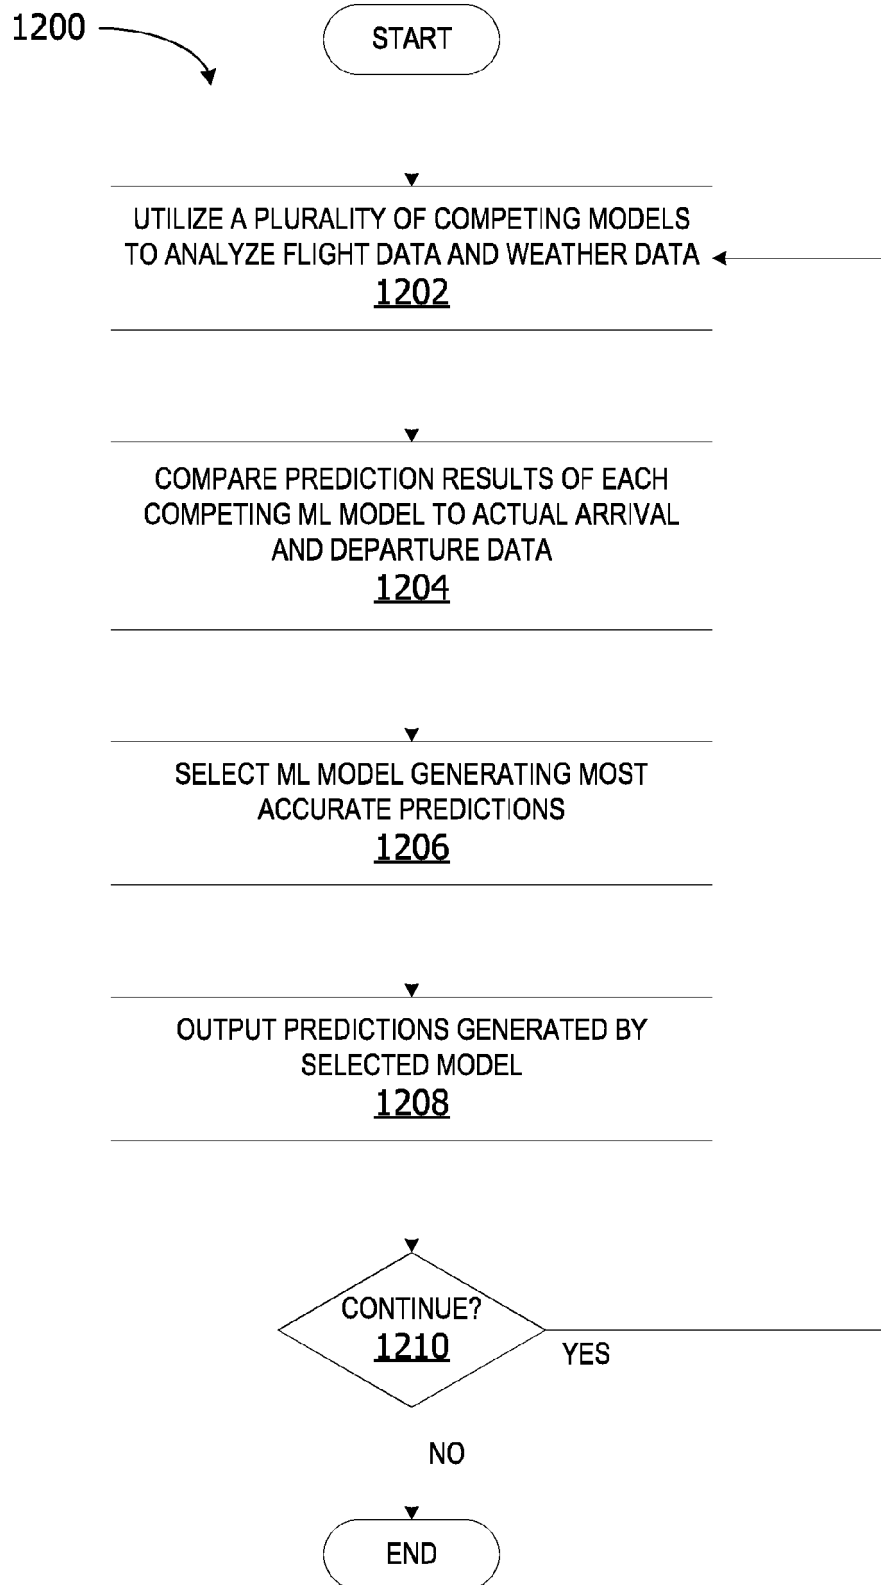 1200
START
UTILIZE A PLURALITY OF COMPETING MODELS
TO ANALYZE FLIGHT DATA AND WEATHER DATA
1202
COMPARE PREDICTION RESULTS OF EACH
COMPETING ML MODEL TO ACTUAL ARRIVAL
AND DEPARTURE DATA
1204
SELECT ML MODEL GENERATING MOST
ACCURATE PREDICTIONS
1206
OUTPUT PREDICTIONS GENERATED BY
SELECTED MODEL
1208
CONTINUE?
1210
YES
NO
END